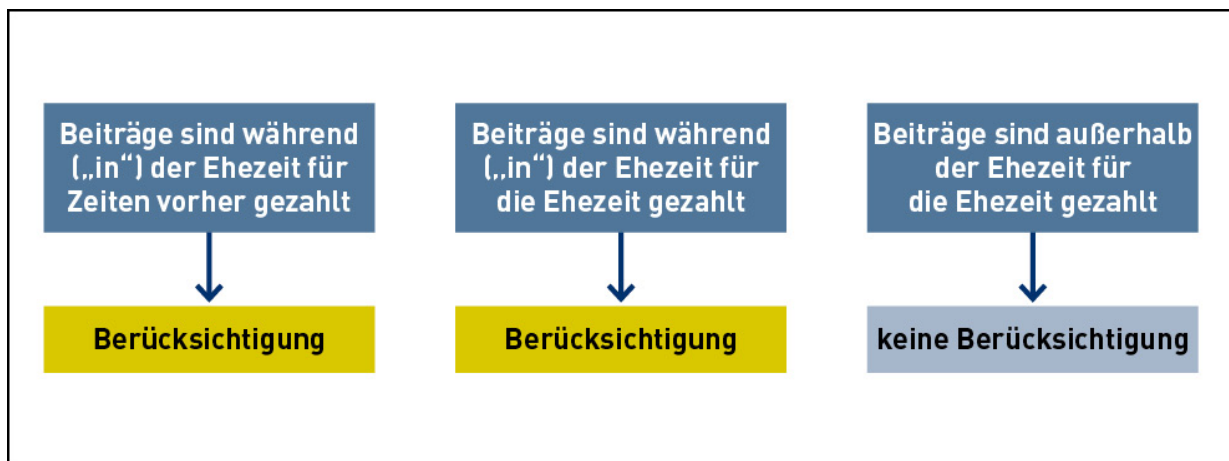 Beiträge sind während
(„in“) der Ehezeit für
Zeiten vorher gezahlt
Berücksichtigung
Beiträge sind während
(„in“) der Ehezeit für
die Ehezeit gezahlt
Berücksichtigung
Beiträge sind außerhalb
der Ehezeit für
die Ehezeit gezahlt
keine Berücksichtigung